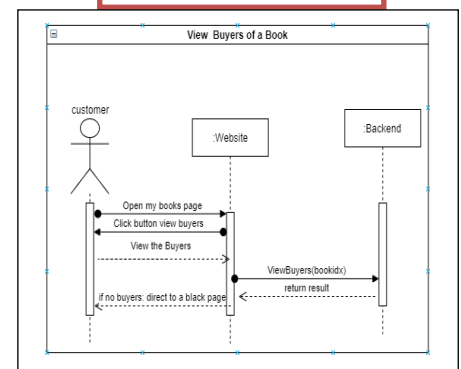 View Buyers of a Book
customer
:Website
:Backend
Open my books page
Click button view buyers
View the Buyers
ViewBuyers(bookidx)
return result
if no buyers: direct to a black page